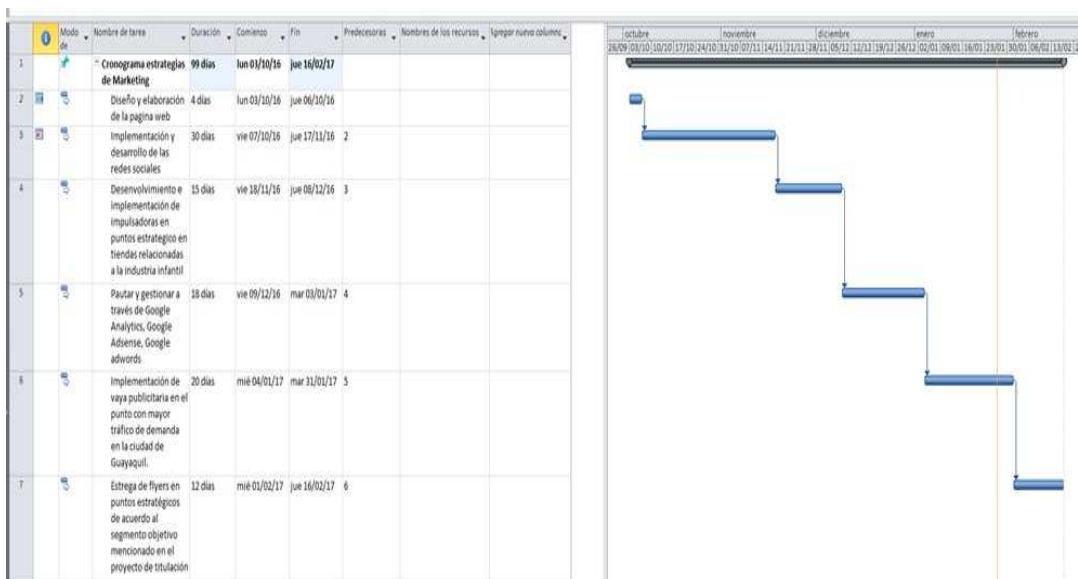 Modo de
Nombre de tarea
Duración
Comienzo
Fin
Predecesoras
Nombres de los recursos
Agregar nueva columna
octubre
noviembre
diciembre
enero
febrero
26/09 03/10 10/10 17/10 24/10 31/10 07/11 14/11 21/11 28/11 05/12 12/12 19/12 26/12 02/01 09/01 16/01 23/01 30/01 06/02 13/02
1
Cronograma estrategias
de Marketing
99 días
lun 03/10/16
jue 16/02/17
2
Diseño y elaboración
de la pagina web
4 días
lun 03/10/16
jue 06/10/16
3
Implementación y
desarrollo de las
redes sociales
30 días
vie 07/10/16
jue 17/11/16
2
4
Desenvolvimiento e
implementación de
impulsadoras en
puntos estrategico en
tiendas relacionadas
a la industria infantil
15 días
vie 18/11/16
jue 08/12/16
3
5
Pautar y gestionar a
través de Google
Analytics, Google
Adsense, Google
adwords
18 días
vie 09/12/16
mar 03/01/17
4
6
Implementación de
vaya publicitaria en el
punto con mayor
tráfico de demanda
en la ciudad de
Guayaquil.
20 días
mié 04/01/17
mar 31/01/17
5
7
Estrega de flyers en
puntos estratégicos
de acuerdo al
segmento objetivo
mencionado en el
proyecto de titulación
12 días
mié 01/02/17
jue 16/02/17
6